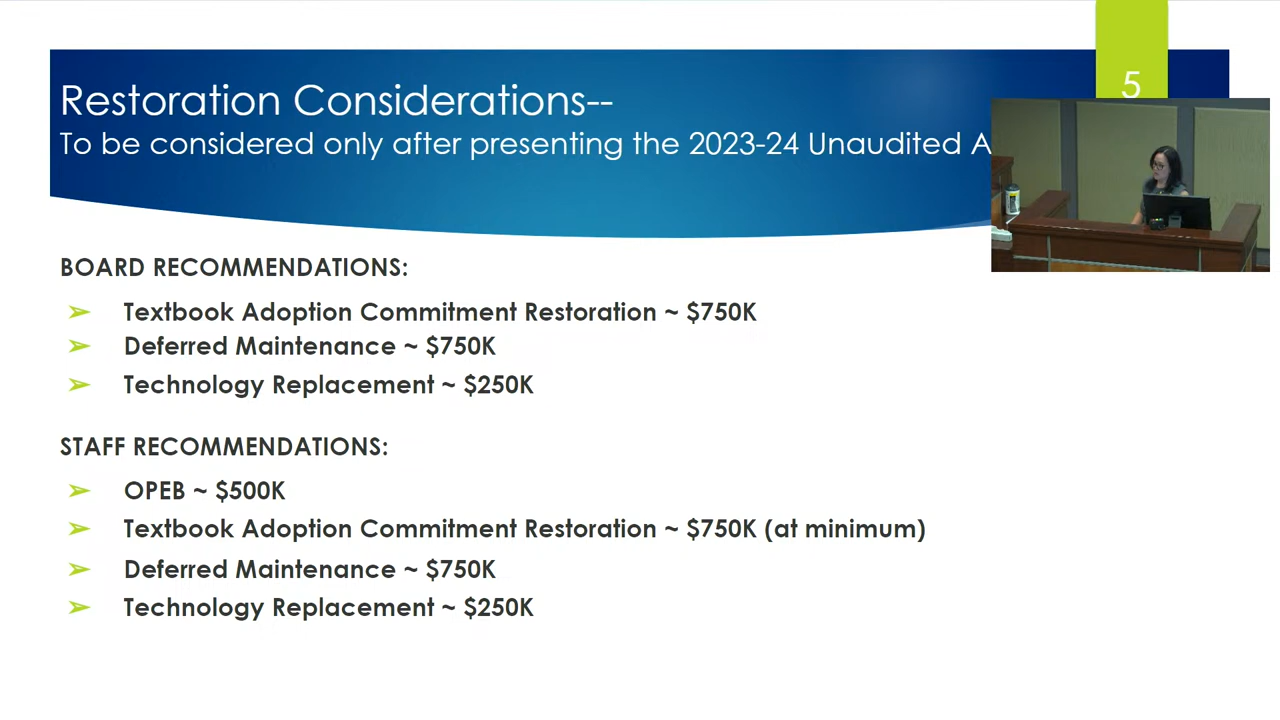 5
Restoration Considerations--
To be considered only after presenting the 2023-24 Unaudited
BOARD RECOMMENDATIONS:
➢ Textbook Adoption Commitment Restoration ~ $750K
➢ Deferred Maintenance ~ $750K
➢ Technology Replacement ~ $250K
STAFF RECOMMENDATIONS:
➢ OPEB ~ $500K
➢ Textbook Adoption Commitment Restoration ~ $750K (at minimum)
➢ Deferred Maintenance ~ $750K
➢ Technology Replacement ~ $250K